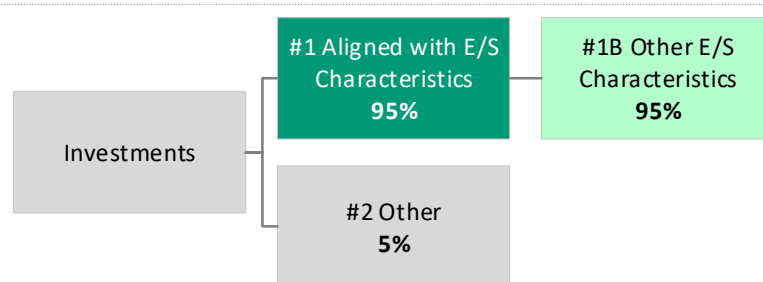 #1 Aligned with E/S
Characteristics
95%
#1B Other E/S
Characteristics
95%
Investments
#2 Other
5%